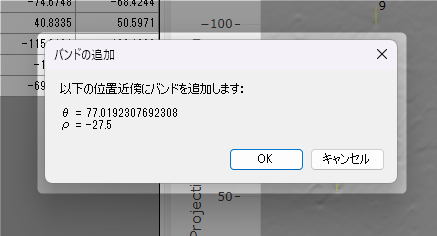 -74.6748 -68.4244
40.8335 50.5971
9
-100-
バンドの追加
以下の位置近傍にバンドを追加します:
θ = 77.0192307692308
ρ = -27.5
OK キャンセル
50-